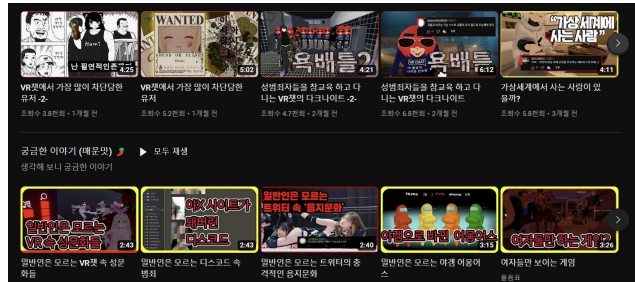 Hami
난 필연적인존
4:25
WANTED
DEAD OR ALIVE
5:02
용배틀
4:21
6:12
"가상세계에
사는 사람"
4:11
VR챗에서 가장 많이 차단당한
유저 -2-
조회수 3.8천회 • 1개월 전
VR챗에서 가장 많이 차단당한
유저
조회수 5.2천회 • 1개월 전
성범죄자들을 참교육 하고 다
니는 VR챗의 다크나이트 -2-
조회수 4.7천회 • 2개월 전
성범죄자들을 참교육 하고 다
니는 VR챗의 다크나이트
조회수 6.8천회 • 2개월 전
가상세계에서 사는 사람이 있
을까?
조회수 5.8천회 • 3개월 전
궁금한 이야기 (매운맛) 🌶 ▶ 모두 재생
생각해 보니 궁금한 이야기
일반인은 모르는
VR 속 성문화들
2:43
야X 사이트가
돼버린
디스코드
2:43
일반인은 모르는
트위터 속 '음지문화'
2:40
THERE IS
AMONG US
야겜으로 바뀐 어몽어스
3:15
여자들만 하는 게임?
3:26
일반인은 모르는 VR챗 속 성문
화들
일반인은 모르는 디스코드 속
범죄
일반인은 모르는 트위터의 충
격적인 음지문화
일반인은 모르는 야겜 어몽어
스
여자들만 보이는 게임